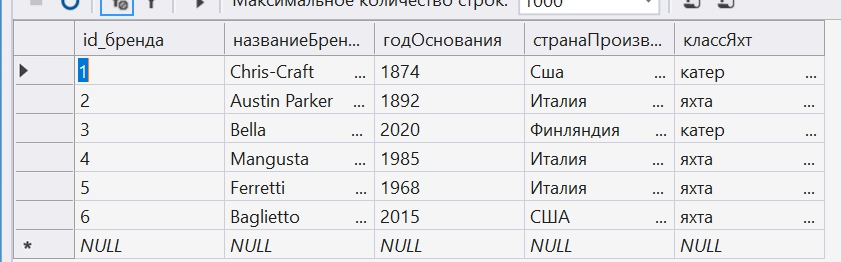 Максимальное количество строк: 1000
id_бренда названиеБрен... годОснования странаПроизв... классЯхт
1 Chris-Craft ... 1874 Сша ... катер ...
2 Austin Parker ... 1892 Италия ... яхта ...
3 Bella ... 2020 Финляндия ... катер ...
4 Mangusta ... 1985 Италия ... яхта ...
5 Ferretti ... 1968 Италия ... яхта ...
6 Baglietto ... 2015 США ... яхта ...
NULL NULL NULL NULL NULL